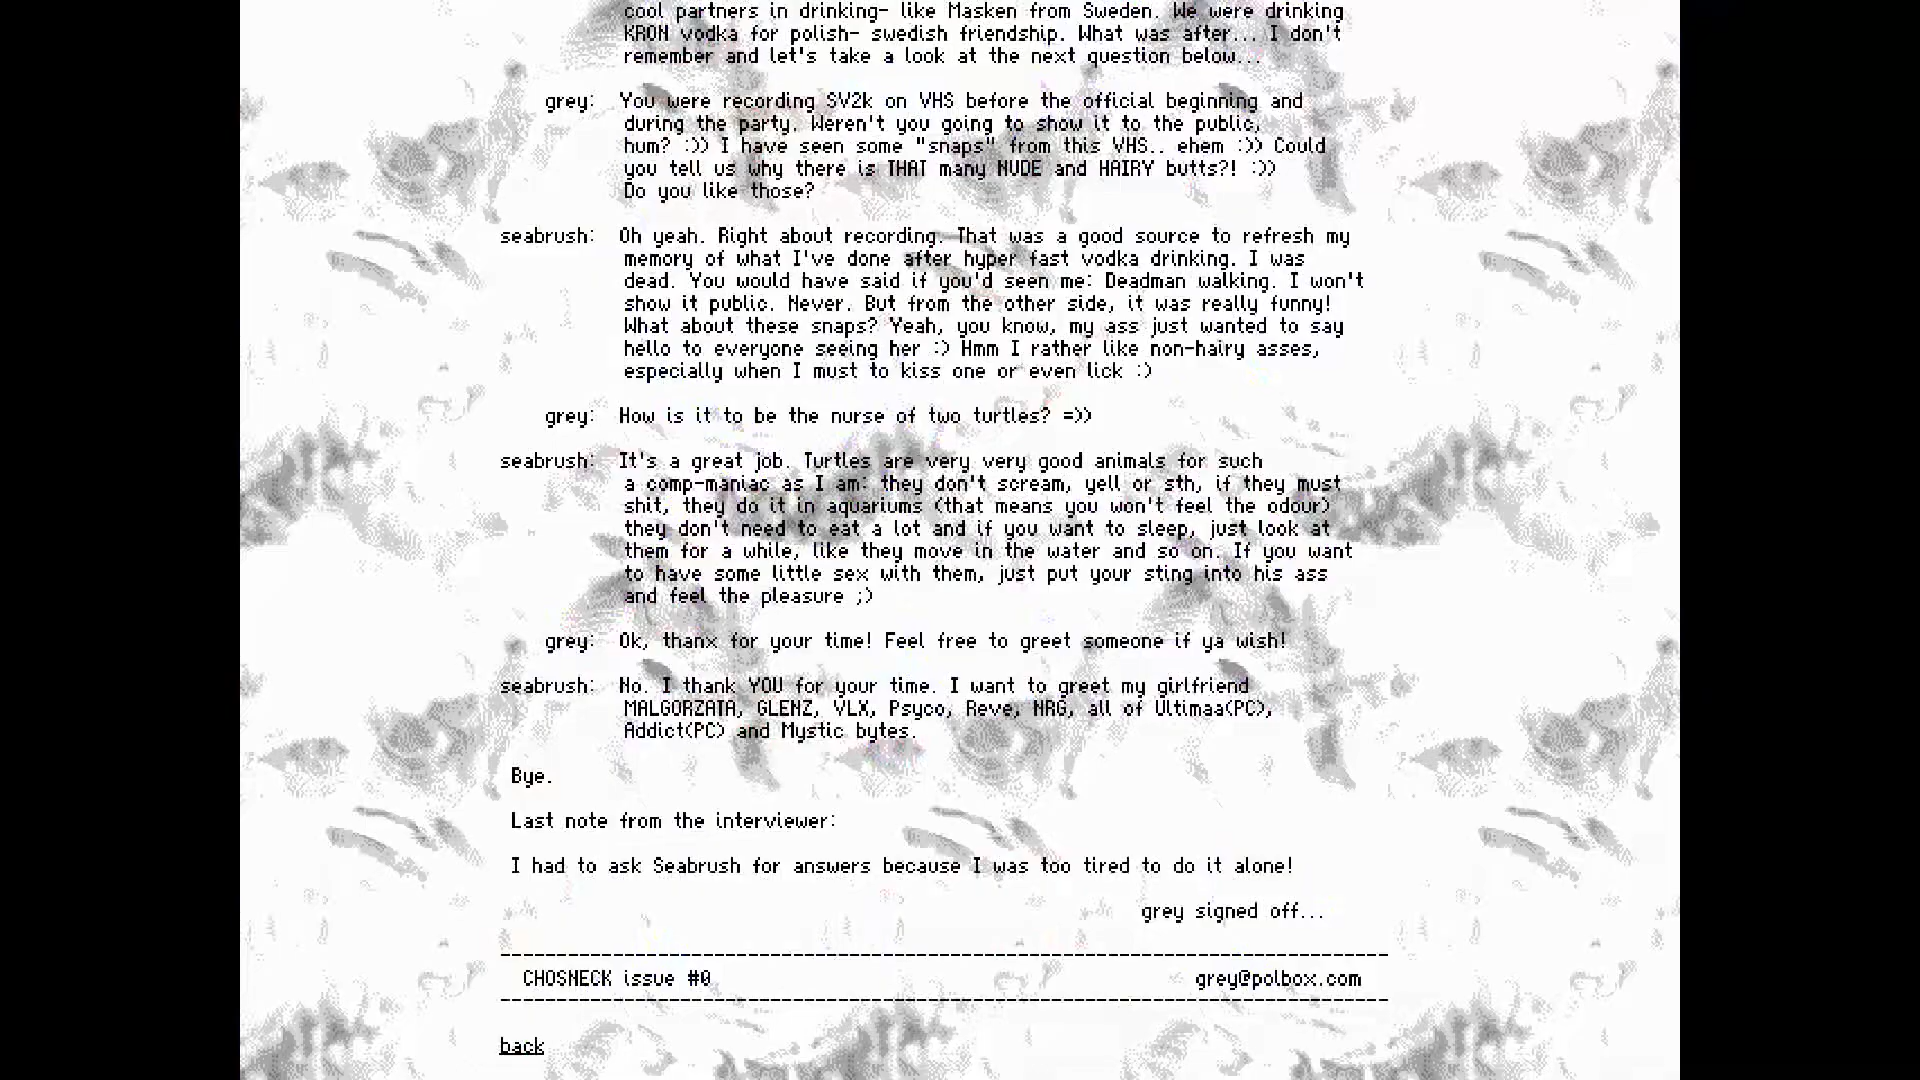 cool partners in drinking- like Masken from Sweden. We were drinking
KRON vodka for polish- swedish friendship. What was after... I don't
remember and let's take a look at the next question below...
grey: You were recording SV2k on VHS before the official beginning and
during the party. Weren't you going to show it to the public,
hum? :)) I have seen some "snaps" from this VHS.. ehem :)) Could
you tell us why there is THAT many NUDE and HAIRY butts?! :))
Do you like those?
seabrush: Oh yeah. Right about recording. That was a good source to refresh my
memory of what I've done after hyper fast vodka drinking. I was
dead. You would have said if you'd seen me: Deadman walking. I won't
show it public. Never. But from the other side, it was really funny!
What about these snaps? Yeah, you know, my ass just wanted to say
hello to everyone seeing her :) Hmm I rather like non-hairy asses,
especially when I must to kiss one or even lick :)
grey: How is it to be the nurse of two turtles? =))
seabrush: It's a great job. Turtles are very very good animals for such
a comp-maniac as I am: they don't scream, yell or sth, if they must
shit, they do it in aquariums (that means you won't feel the odour)
they don't need to eat a lot and if you want to sleep, just look at
them for a while, like they move in the water and so on. If you want
to have some little sex with them, just put your sting into his ass
and feel the pleasure ;)
grey: Ok, thanx for your time! Feel free to greet someone if ya wish!
seabrush: No. I thank YOU for your time. I want to greet my girlfriend
MALGORZATA, GLENZ, VLX, Psyco, Reve, NRG, all of Ultimaa(PC),
Addict(PC) and Mystic bytes.
Bye.
Last note from the interviewer:
I had to ask Seabrush for answers because I was too tired to do it alone!
grey signed off...
CHOSNECK issue #0 grey@polbox.com
back